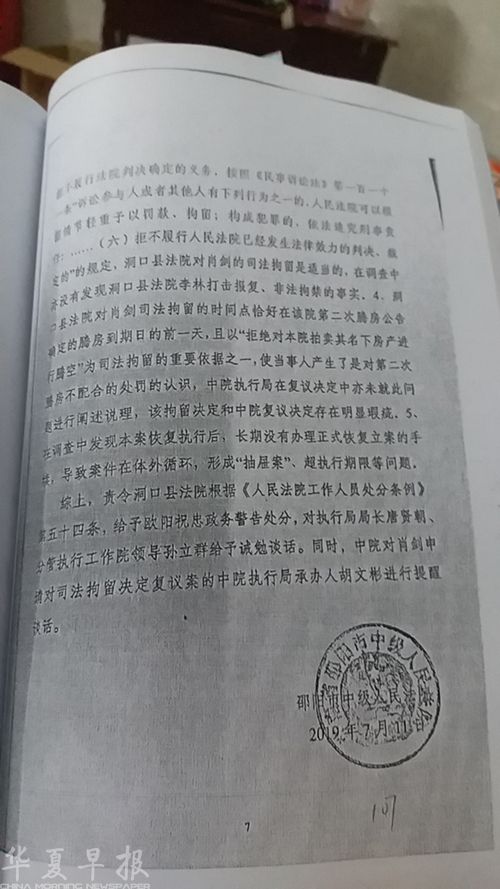 不履行法院判决确定的义务，按照《民事诉讼法》第一百一十
一条“诉讼参与人或者其他人有下列行为之一的，人民法院可以根
据情节轻重予以罚款、拘留；构成犯罪的，依法追究刑事责
任：……（六）拒不履行人民法院已经发生法律效力的判决、裁
定的”的规定，洞口县法院对肖剑的司法拘留是适当的，在调查中
亦没有发现洞口县法院李林打击报复、非法拘禁的事实。4、洞
口县法院对肖剑司法拘留的时间点恰好在该院第二次腾房公告
确定的腾房到期日的前一天，且以“拒绝对本院拍卖其名下房产进
行腾空”为司法拘留的重要依据之一，使当事人产生了是对第二次
腾房不配合的处罚的认识，中院执行局在复议决定中亦未就此问
题进行阐述说理，该拘留决定和中院复议决定存在明显瑕疵。5、
在调查中发现本案恢复执行后，长期没有办理正式恢复立案的手
续，导致案件在体外循环，形成“抽屉案”、超执行期限等问题。
综上，责令洞口县法院根据《人民法院工作人员处分条例》
第五十四条，给予欧阳祝忠政务警告处分，对执行局局长唐贤朝、
分管执行工作院领导孙立群给予诫勉谈话。同时，中院对肖剑申
请对司法拘留决定复议案的中院执行局承办人胡文彬进行提醒
谈话。
邵阳市中级人民法
2019年7月11
湖南省邵阳市中级人民法院
7
107
华夏早报
CHINA MORNING NEWSPAPER